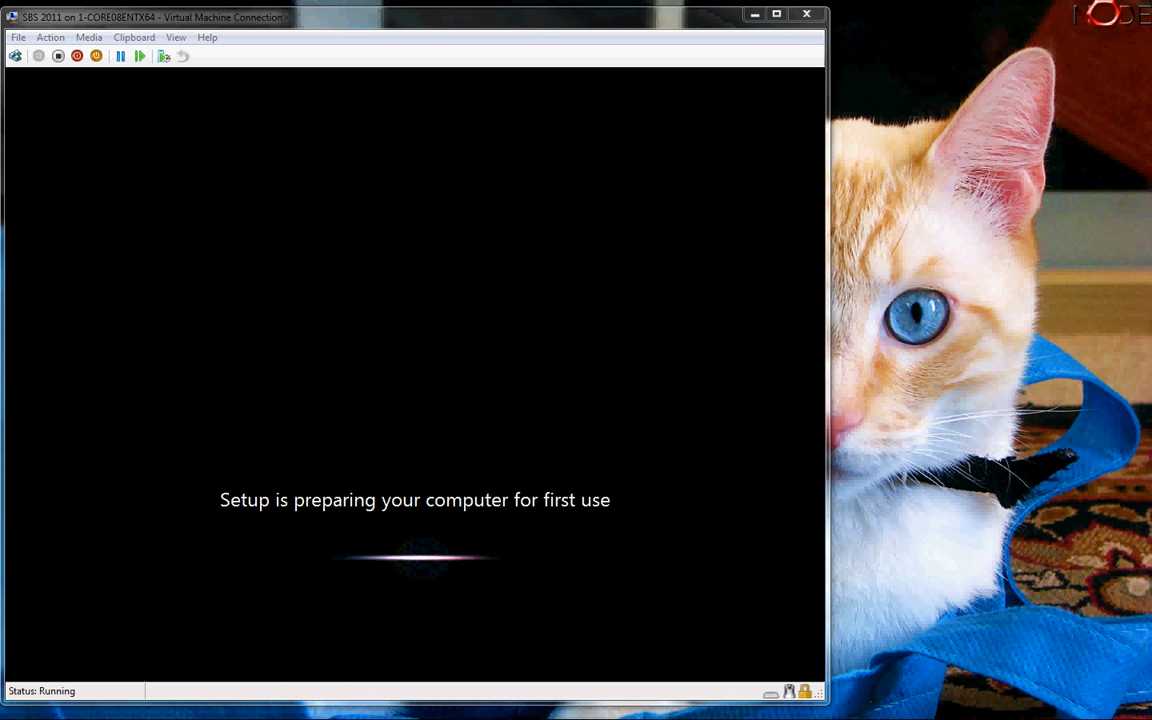 SBS 2011 on 1-CORE08ENTX64 - Virtual Machine Connection
File Action Media Clipboard View Help
NODE
Setup is preparing your computer for first use
Status: Running